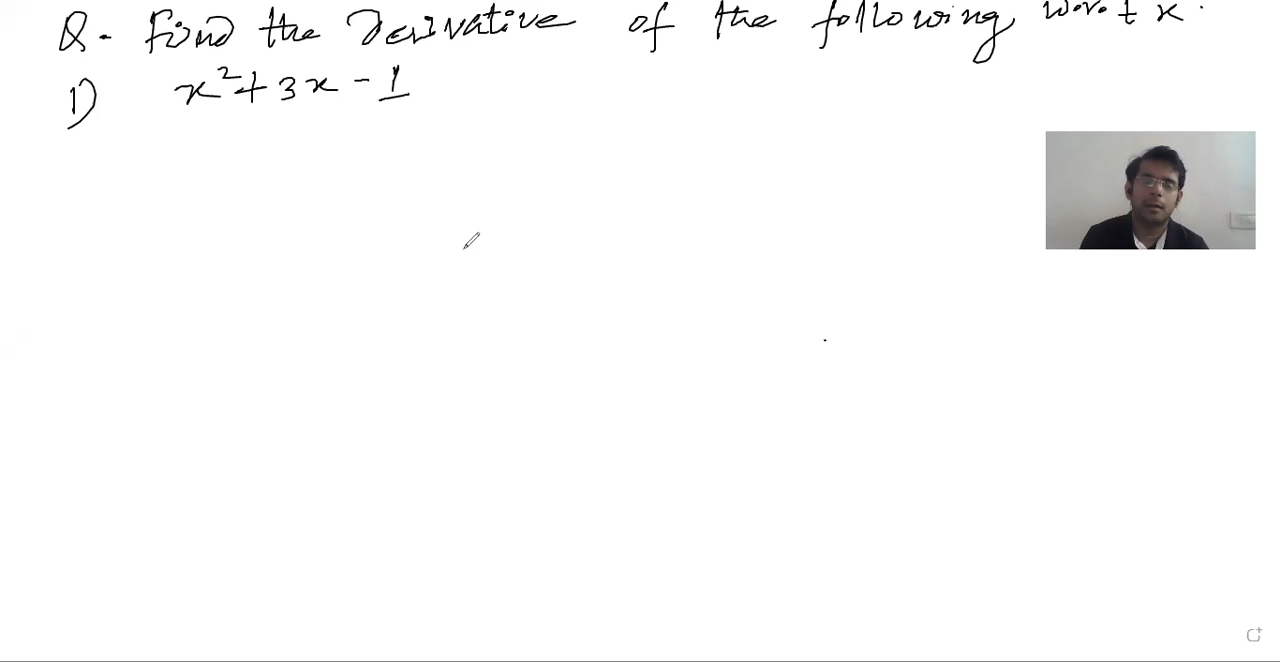 Q. Find the Derivative of the following w.r.t x.
1) x²+3x-1